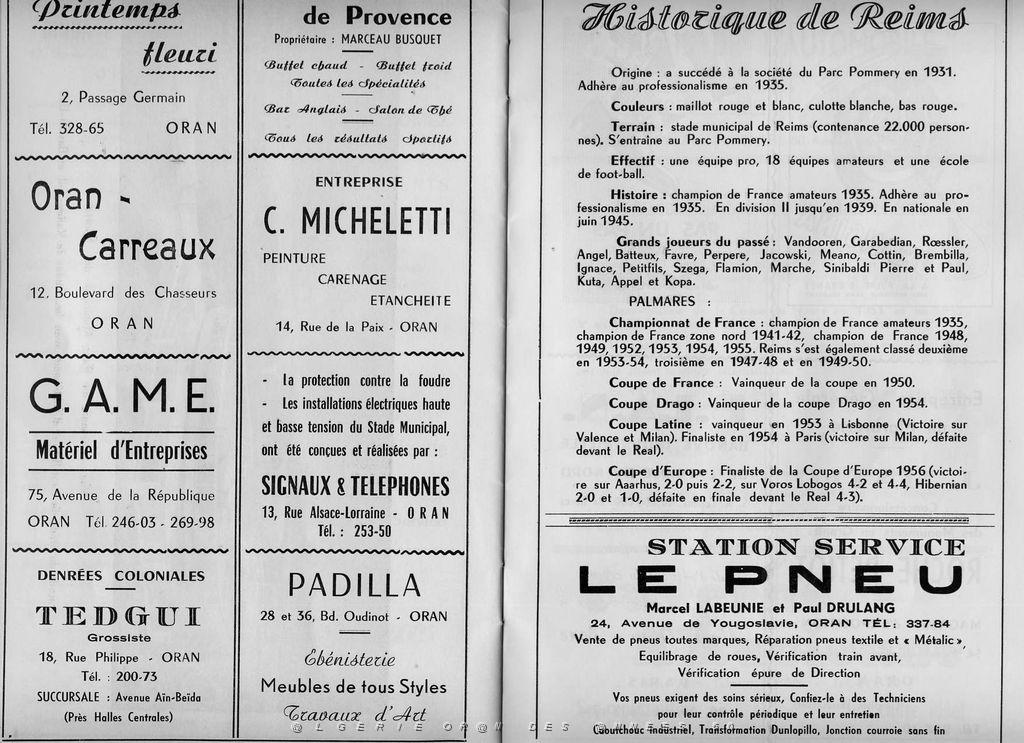 Printemps
fleuri
2, Passage Germain
Tél. 328-65 ORAN
Oran -
Carreaux
12, Boulevard des Chasseurs
ORAN
G. A. M. E.
Matériel d'Entreprises
75, Avenue de la République
ORAN Tél. 246-03 - 269-98
DENRÉES COLONIALES
TEDGUI
Grossiste
18, Rue Philippe - ORAN
Tél. : 200-73
SUCCURSALE : Avenue Aïn-Beïda
(Près Halles Centrales)
de Provence
Propriétaire : MARCEAU BUSQUET
Buffet chaud - Buffet froid
Toutes les Spécialités
Bar Anglais - Salon de Thé
Tous les résultats Sportifs
ENTREPRISE
C. MICHELETTI
PEINTURE
CARENAGE
ETANCHEITE
14, Rue de la Paix - ORAN
- la protection contre la foudre
- Les installations électriques haute
et basse tension du Stade Municipal,
ont été conçues et réalisées par :
SIGNAUX & TELEPHONES
13, Rue Alsace-Lorraine - ORAN
Tél. : 253-50
PADILLA
28 et 36, Bd. Oudinot - ORAN
Ébénisterie
Meubles de tous Styles
Travaux d'Art
Historique de Reims
Origine : a succédé à la société du Parc Pommery en 1931.
Adhère au professionalisme en 1935.
Couleurs : maillot rouge et blanc, culotte blanche, bas rouge.
Terrain : stade municipal de Reims (contenance 22.000 person-
nes). S'entraine au Parc Pommery.
Effectif : une équipe pro, 18 équipes amateurs et une école
de foot-ball.
Histoire : champion de France amateurs 1935. Adhère au pro-
fessionalisme en 1935. En division II jusqu'en 1939. En nationale en
juin 1945.
Grands joueurs du passé : Vandooren, Garabedian, Rœssler,
Angel, Batteux, Favre, Perpere, Jacowski, Meano, Cottin, Brembilla,
Ignace, Petitfils, Szega, Flamion, Marche, Sinibaldi Pierre et Paul,
Kuta, Appel et Kopa.
PALMARES :
Championnat de France : champion de France amateurs 1935,
champion de France zone nord 1941-42, champion de France 1948,
1949, 1952, 1953, 1954, 1955. Reims s'est également classé deuxième
en 1953-54, troisième en 1947-48 et en 1949-50.
Coupe de France : Vainqueur de la coupe en 1950.
Coupe Drago : Vainqueur de la coupe Drago en 1954.
Coupe Latine : vainqueur en 1953 à Lisbonne (Victoire sur
Valence et Milan). Finaliste en 1954 à Paris (victoire sur Milan, défaite
devant le Real).
Coupe d'Europe : Finaliste de la Coupe d'Europe 1956 (victoi-
re sur Aaarhus, 2-0 puis 2-2, sur Voros Lobogos 4-2 et 4-4, Hibernian
2-0 et 1-0, défaite en finale devant le Real 4-3).
STATION SERVICE
LE PNEU
Marcel LABEUNIE et Paul DRULANG
24, Avenue de Yougoslavie, ORAN TÉL: 337-84
Vente de pneus toutes marques, Réparation pneus textile et « Métalic »,
Equilibrage de roues, Vérification train avant,
Vérification épure de Direction
Vos pneus exigent des soins sérieux, Confiez-le à des Techniciens
pour leur contrôle périodique et leur entretien
Caoutchouc Industriel, Transformation Dunlopillo, Jonction courroie sans fin